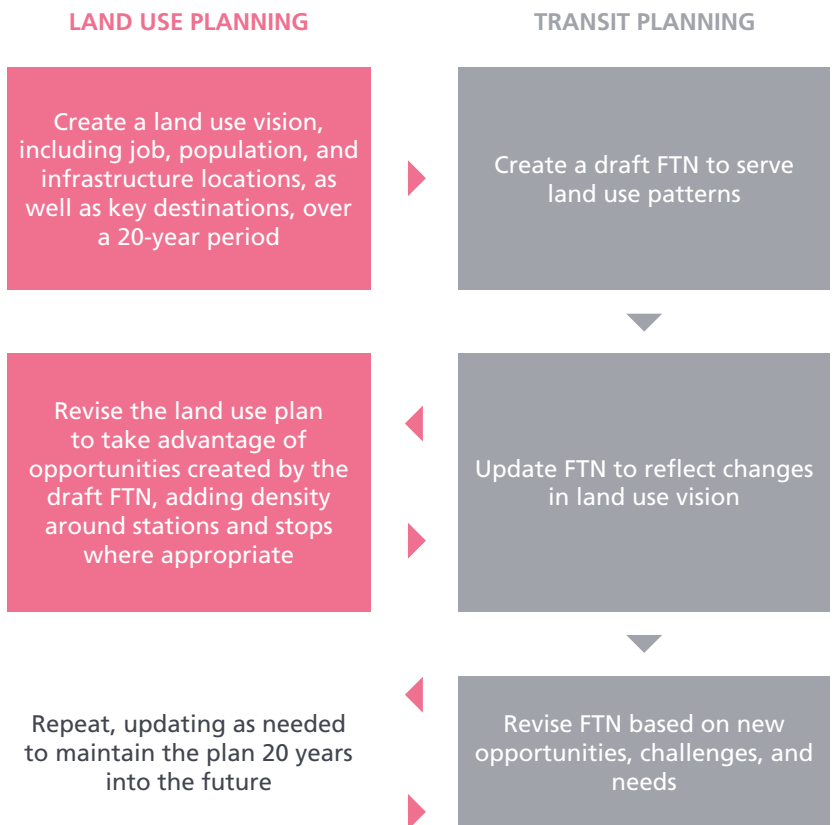 LAND USE PLANNING
TRANSIT PLANNING
Create a land use vision,
including job, population, and
infrastructure locations, as
well as key destinations, over
a 20-year period
Create a draft FTN to serve
land use patterns
Revise the land use plan
to take advantage of
opportunities created by the
draft FTN, adding density
around stations and stops
where appropriate
Update FTN to reflect changes
in land use vision
Repeat, updating as needed
to maintain the plan 20 years
into the future
Revise FTN based on new
opportunities, challenges, and
needs